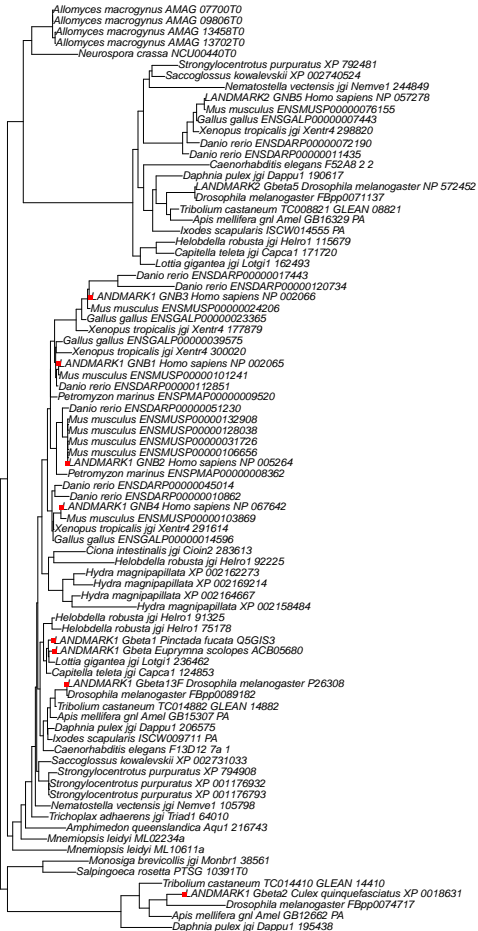 Allomyces macrogynus AMAG 07700T0
Allomyces macrogynus AMAG 09806T0
Allomyces macrogynus AMAG 13458T0
Allomyces macrogynus AMAG 13702T0
Neurospora crassa NCU00440T0
Strongylocentrotus purpuratus XP 792481
Saccoglossus kowalevskii XP 002740524
Nematostella vectensis jgi Nemve1 244849
LANDMARK2 GNB5 Homo sapiens NP 057278
Mus musculus ENSMUSP00000076155
Gallus gallus ENSGALP00000007443
Xenopus tropicalis jgi Xentr4 298820
Danio rerio ENSDARP00000072190
Danio rerio ENSDARP00000011435
Caenorhabditis elegans F52A8 2 2
Daphnia pulex jgi Dappu1 190617
LANDMARK2 Gbeta5 Drosophila melanogaster NP 572452
Drosophila melanogaster FBpp0071137
Tribolium castaneum TC008821 GLEAN 08821
Apis mellifera gnl Amel GB16329 PA
Ixodes scapularis ISCW014555 PA
Helobdella robusta jgi Helro1 115679
Capitella teleta jgi Capca1 171720
Lottia gigantea jgi Lotgi1 162493
Danio rerio ENSDARP00000017443
Danio rerio ENSDARP00000120734
LANDMARK1 GNB3 Homo sapiens NP 002066
Mus musculus ENSMUSP00000024206
Gallus gallus ENSGALP00000023365
Xenopus tropicalis jgi Xentr4 177879
Gallus gallus ENSGALP00000039575
Xenopus tropicalis jgi Xentr4 300020
LANDMARK1 GNB1 Homo sapiens NP 002065
Mus musculus ENSMUSP00000101241
Danio rerio ENSDARP00000112851
Petromyzon marinus ENSPMAP00000009520
Danio rerio ENSDARP00000051230
Mus musculus ENSMUSP00000132908
Mus musculus ENSMUSP00000128038
Mus musculus ENSMUSP00000031726
Mus musculus ENSMUSP00000106656
LANDMARK1 GNB2 Homo sapiens NP 005264
Petromyzon marinus ENSPMAP00000008362
Danio rerio ENSDARP00000045014
Danio rerio ENSDARP00000010862
LANDMARK1 GNB4 Homo sapiens NP 067642
Mus musculus ENSMUSP00000103869
Xenopus tropicalis jgi Xentr4 291614
Gallus gallus ENSGALP00000014596
Ciona intestinalis jgi Cioin2 283613
Helobdella robusta jgi Helro1 92225
Hydra magnipapillata XP 002162273
Hydra magnipapillata XP 002169214
Hydra magnipapillata XP 002164667
Hydra magnipapillata XP 002158484
Helobdella robusta jgi Helro1 91325
Helobdella robusta jgi Helro1 75178
LANDMARK1 Gbeta1 Pinctada fucata Q5GIS3
LANDMARK1 Gbeta Euprymna scolopes ACB05680
Lottia gigantea jgi Lotgi1 236462
Capitella teleta jgi Capca1 124853
LANDMARK1 Gbeta13F Drosophila melanogaster P26308
Drosophila melanogaster FBpp0089182
Tribolium castaneum TC014882 GLEAN 14882
Apis mellifera gnl Amel GB15307 PA
Daphnia pulex jgi Dappu1 206575
Ixodes scapularis ISCW009711 PA
Caenorhabditis elegans F13D12 7a 1
Saccoglossus kowalevskii XP 002731033
Strongylocentrotus purpuratus XP 794908
Strongylocentrotus purpuratus XP 001176932
Strongylocentrotus purpuratus XP 001176793
Nematostella vectensis jgi Nemve1 105798
Trichoplax adhaerens jgi Triad1 64010
Amphimedon queenslandica Aqu1 216743
Mnemiopsis leidyi ML02234a
Mnemiopsis leidyi ML10611a
Monosiga brevicollis jgi Monbr1 38561
Salpingoeca rosetta PTSG 10391T0
Tribolium castaneum TC014410 GLEAN 14410
LANDMARK1 Gbeta2 Culex quinquefasciatus XP 0018631
Drosophila melanogaster FBpp0074717
Apis mellifera gnl Amel GB12662 PA
Daphnia pulex jgi Dappu1 195438